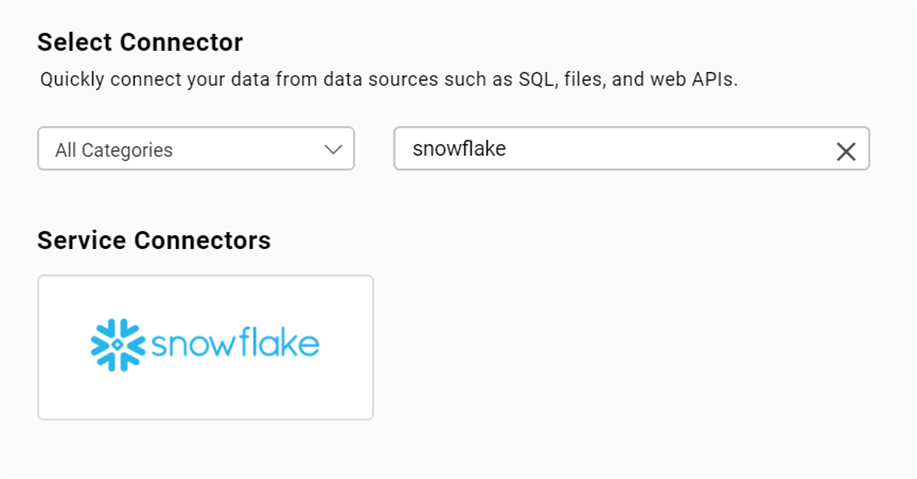 Select Connector
Quickly connect your data from data sources such as SQL, files, and web APIs.
All Categories
snowflake
Service Connectors
snowflake